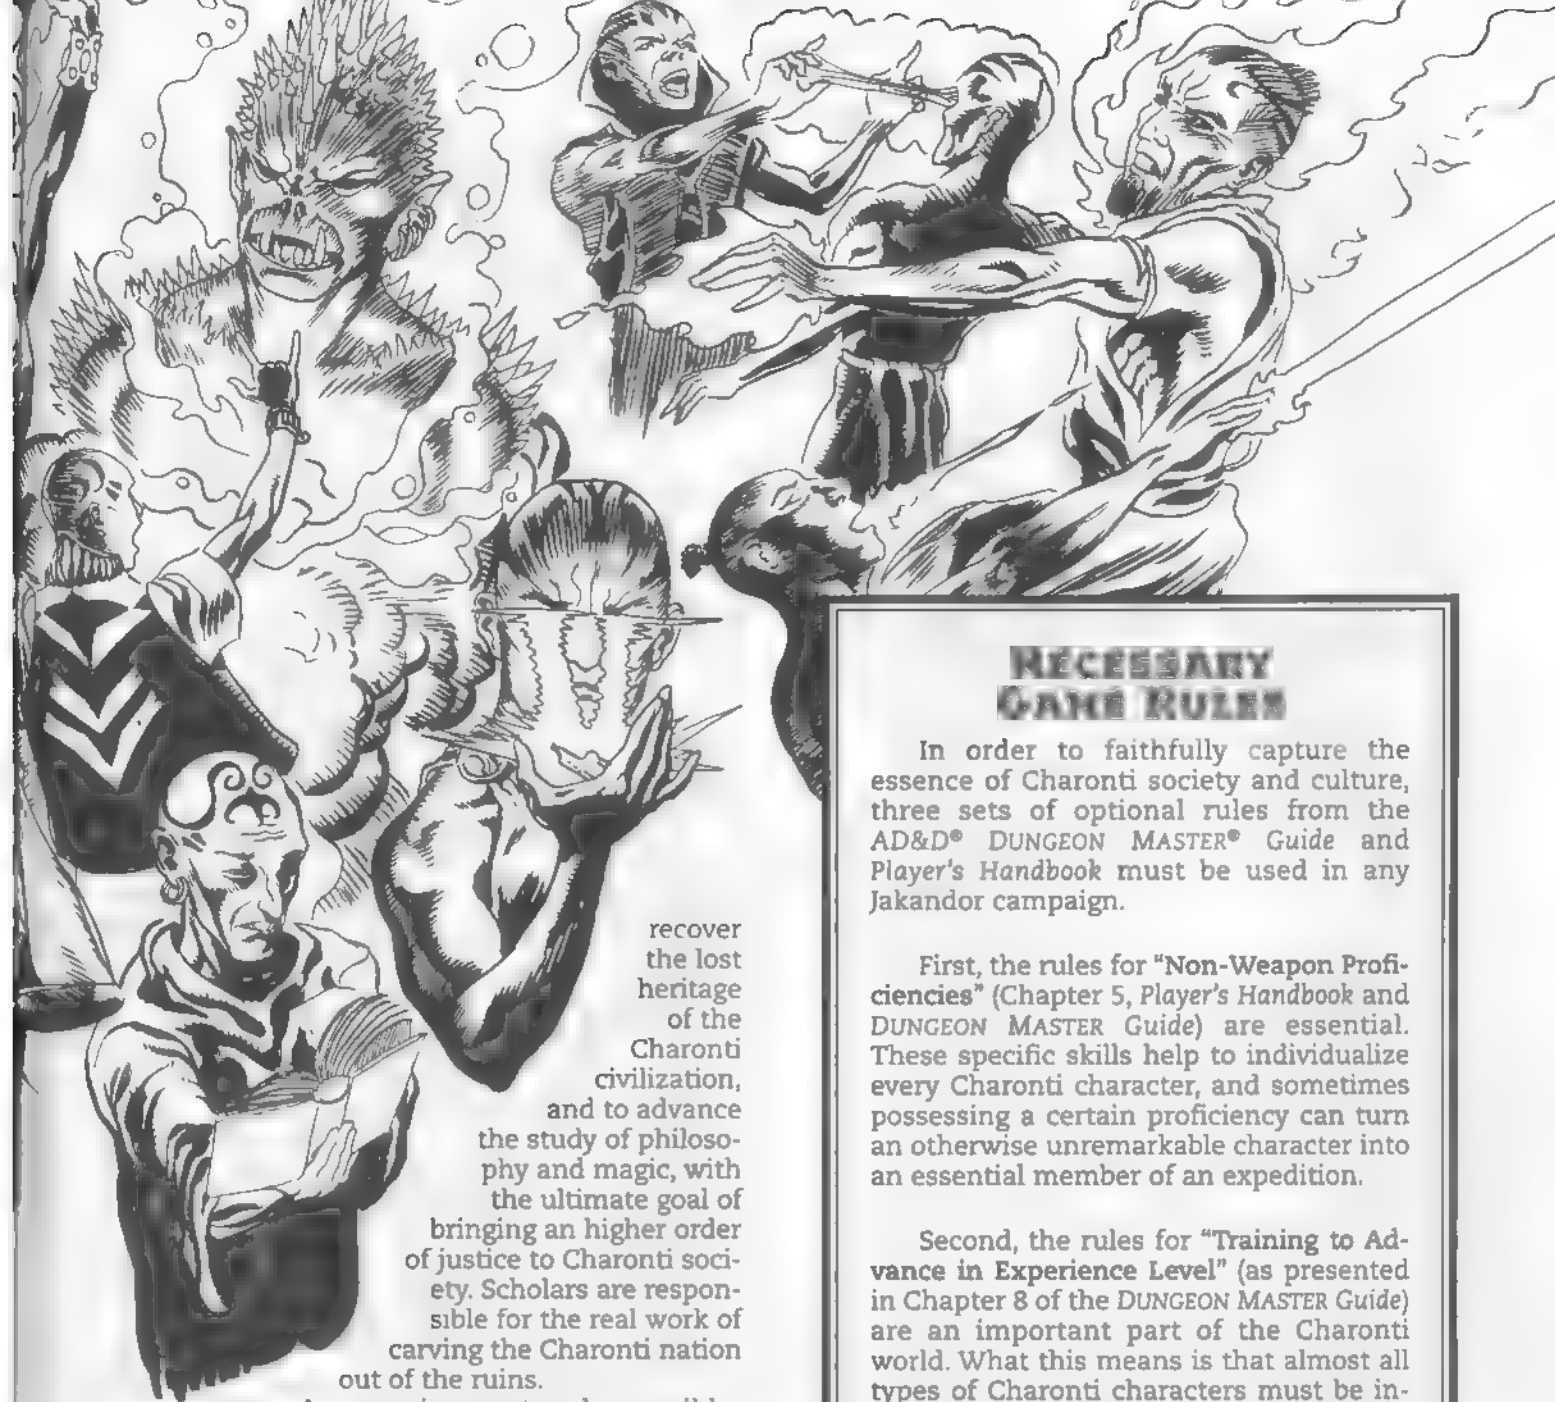 recover
the lost
heritage
of the
Charonti
civilization,
and to advance
the study of philoso-
phy and magic, with
the ultimate goal of
bringing an higher order
of justice to Charonti soci-
ety. Scholars are respon-
sible for the real work of
carving the Charonti nation
out of the ruins.
NECESSARY
GAME RULES
In order to faithfully capture the
essence of Charonti society and culture,
three sets of optional rules from the
AD&D® DUNGEON MASTER® Guide and
Player's Handbook must be used in any
Jakandor campaign.
First, the rules for "Non-Weapon Profi-
ciencies" (Chapter 5, Player's Handbook and
DUNGEON MASTER Guide) are essential.
These specific skills help to individualize
every Charonti character, and sometimes
possessing a certain proficiency can turn
an otherwise unremarkable character into
an essential member of an expedition.
Second, the rules for "Training to Ad-
vance in Experience Level" (as presented
in Chapter 8 of the DUNGEON MASTER Guide)
are an important part of the Charonti
world. What this means is that almost all
types of Charonti characters must be in-